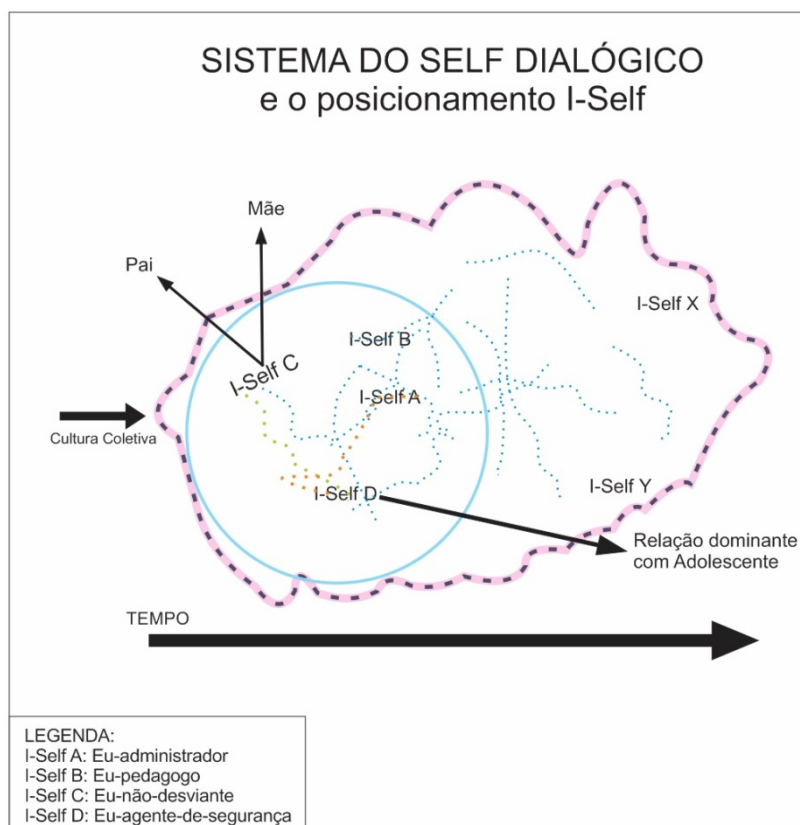 SISTEMA DO SELF DIALÓGICO
e o posicionamento I-Self
Mãe
Pai
I-Self X
I-Self B
I-Self C
I-Self A
Cultura Coletiva
I-Self D
I-Self Y
Relação dominante
com Adolescente
TEMPO
LEGENDA:
I-Self A: Eu-administrador
I-Self B: Eu-pedagogo
I-Self C: Eu-não-desviante
I-Self D: Eu-agente-de-segurança